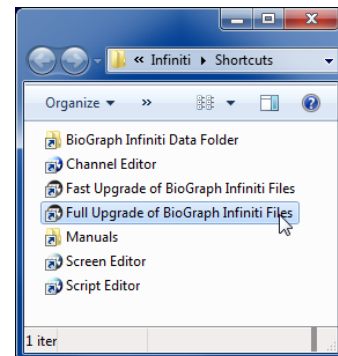 « Infiniti ▸ Shortcuts
Organize ▾ »
BioGraph Infiniti Data Folder
Channel Editor
Fast Upgrade of BioGraph Infiniti Files
Full Upgrade of BioGraph Infiniti Files
Manuals
Screen Editor
Script Editor
1 iter